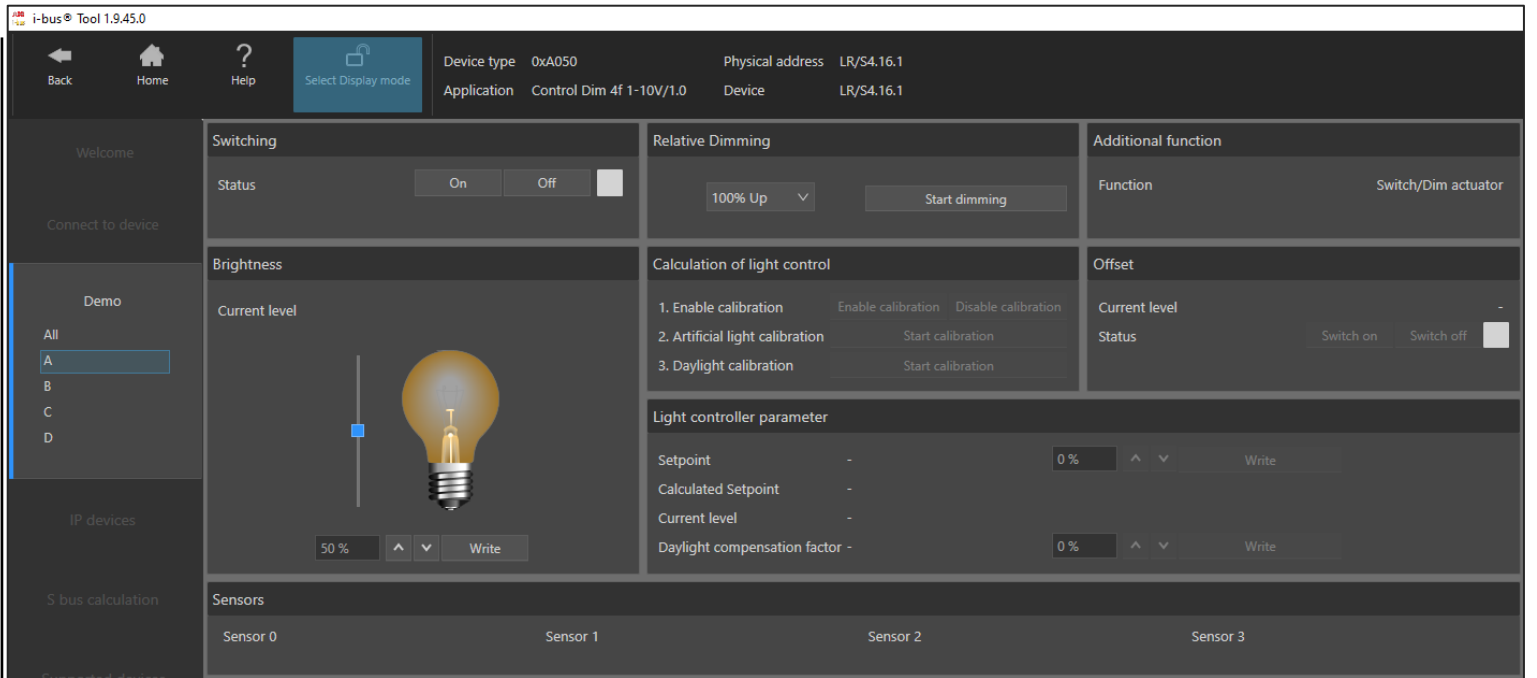 i-bus® Tool 1.9.45.0
Back
Home
Help
Select Display mode
Device type 0xA050
Physical address LR/S4.16.1
Application Control Dim 4f 1-10V/1.0
Device LR/S4.16.1
Welcome
Connect to device
Demo
All
A
B
C
D
IP devices
S bus calculation
Supported devices
Switching
Status On Off
Relative Dimming
100% Up Start dimming
Additional function
Function Switch/Dim actuator
Brightness
Current level
50 % Write
Calculation of light control
1. Enable calibration Enable calibration Disable calibration
2. Artificial light calibration Start calibration
3. Daylight calibration Start calibration
Offset
Current level -
Status Switch on Switch off
Light controller parameter
Setpoint - 0 % Write
Calculated Setpoint -
Current level -
Daylight compensation factor - 0 % Write
Sensors
Sensor 0 Sensor 1 Sensor 2 Sensor 3